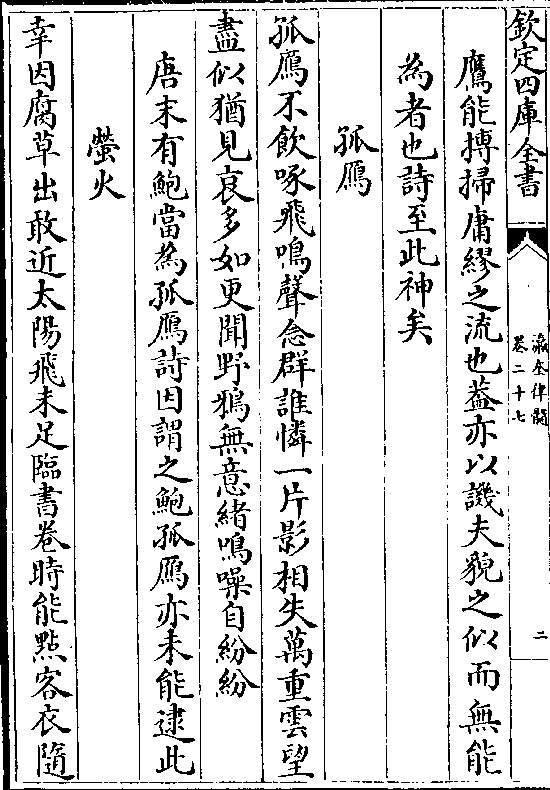 欽定四庫全書
瀛奎律髓
卷二十七
二
鷹能搏掃庸繆之流也葢亦以譏夫貌之似而無能
為者也詩至此神矣
孤鴈
孤鴈不飲啄飛鳴聲念群誰憐一片影相失萬重雲望
盡似猶見哀多如更聞野鴉無意緒鳴噪自紛紛
唐末有鮑當為孤鴈詩因謂之鮑孤鴈亦未能逮此
螢火
幸因腐草出敢近太陽飛未足臨書卷時能點客衣隨